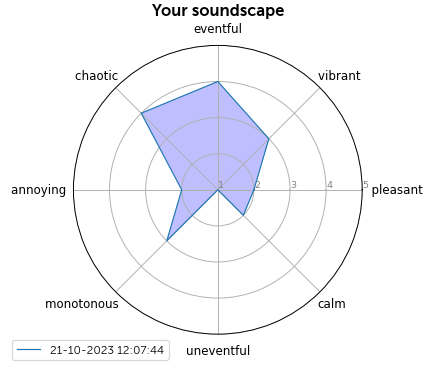 Your soundscape
eventful
chaotic
vibrant
annoying
1
2
3
4
5
pleasant
monotonous
calm
uneventful
21-10-2023 12:07:44